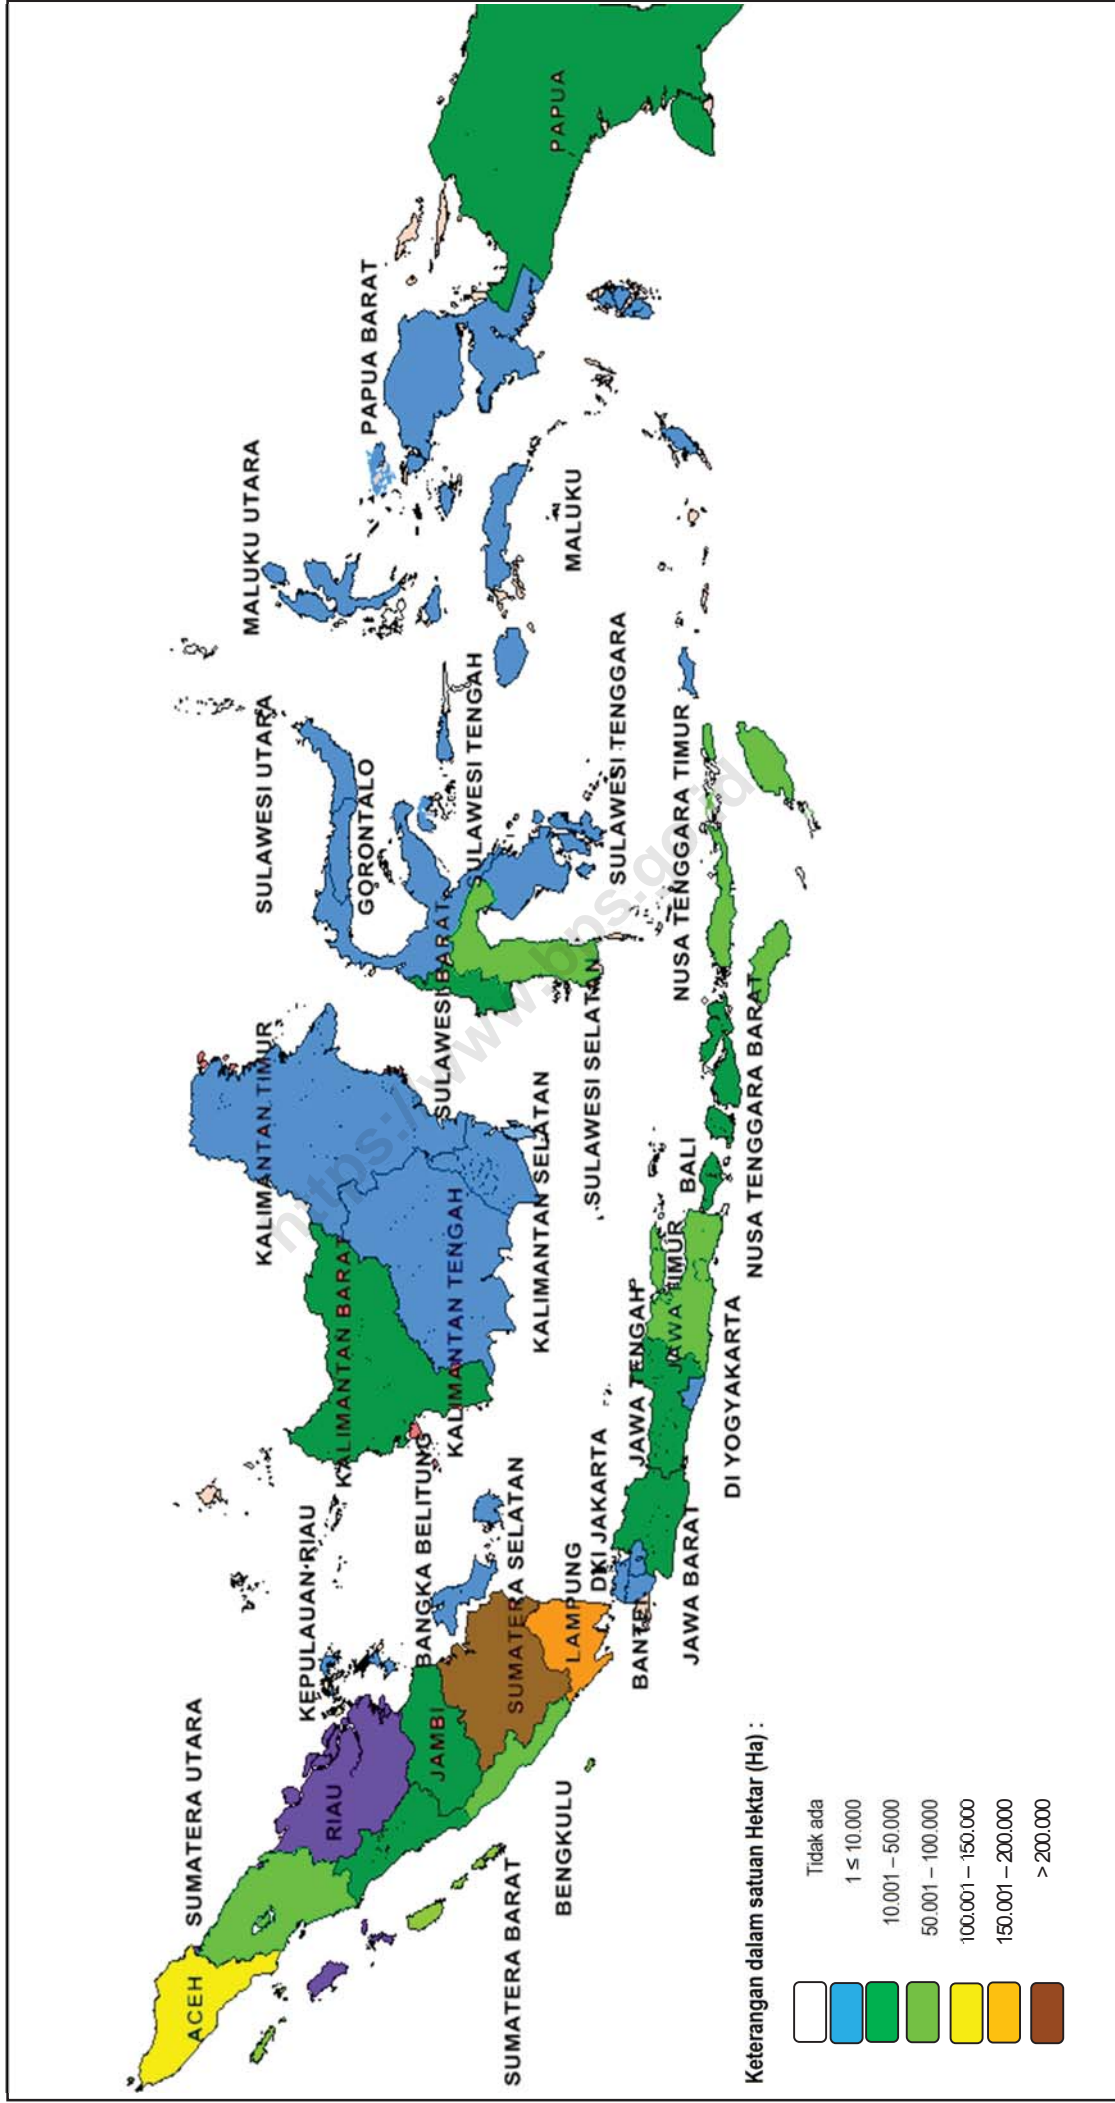 ACEH
SUMATERA UTARA
RIAU
KEPULAUAN RIAU
JAMBI
SUMATERA BARAT
BENGKULU
BANGKA BELITUNG
SUMATERA SELATAN
LAMPUNG
DKI JAKARTA
BANTEN
JAWA BARAT
JAWA TENGAH
DI YOGYAKARTA
JAWA TIMUR
BALI
NUSA TENGGARA BARAT
NUSA TENGGARA TIMUR
KALIMANTAN BARAT
KALIMANTAN TENGAH
KALIMANTAN SELATAN
KALIMANTAN TIMUR
SULAWESI UTARA
GORONTALO
SULAWESI TENGAH
SULAWESI BARAT
SULAWESI SELATAN
SULAWESI TENGGARA
MALUKU UTARA
MALUKU
PAPUA BARAT
PAPUA
https://www.bps.go.id
Keterangan dalam satuan Hektar (Ha) :
Tidak ada
1 ≤ 10.000
10.001 – 50.000
50.001 – 100.000
100.001 – 150.000
150.001 – 200.000
> 200.000